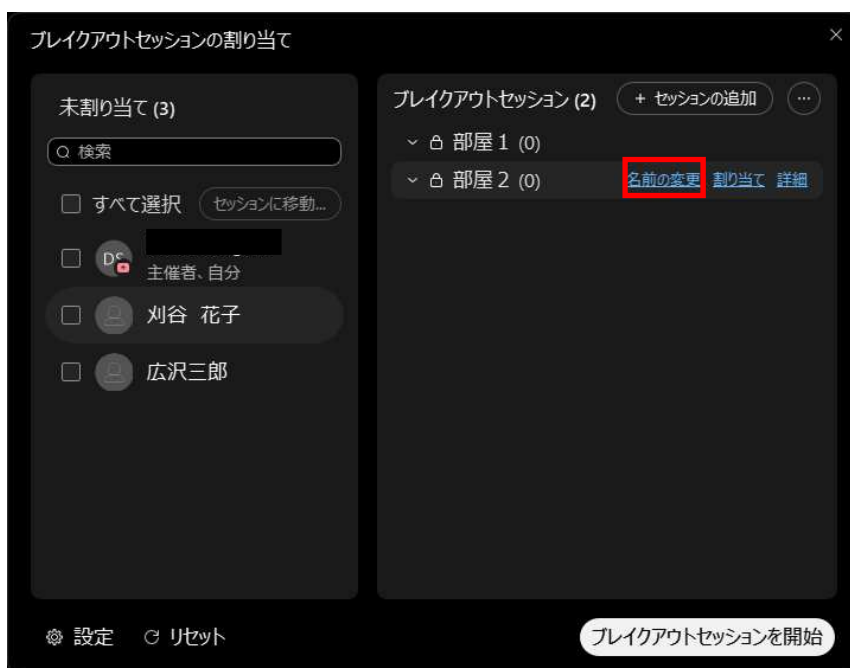 ブレイクアウトセッションの割り当て
未割り当て (3)
検索
すべて選択 セッションに移動...
DS
主催者、自分
刈谷 花子
広沢三郎
ブレイクアウトセッション (2) + セッションの追加 ...
部屋１ (0)
部屋２ (0) 名前の変更 割り当て 詳細
設定 リセット
ブレイクアウトセッションを開始